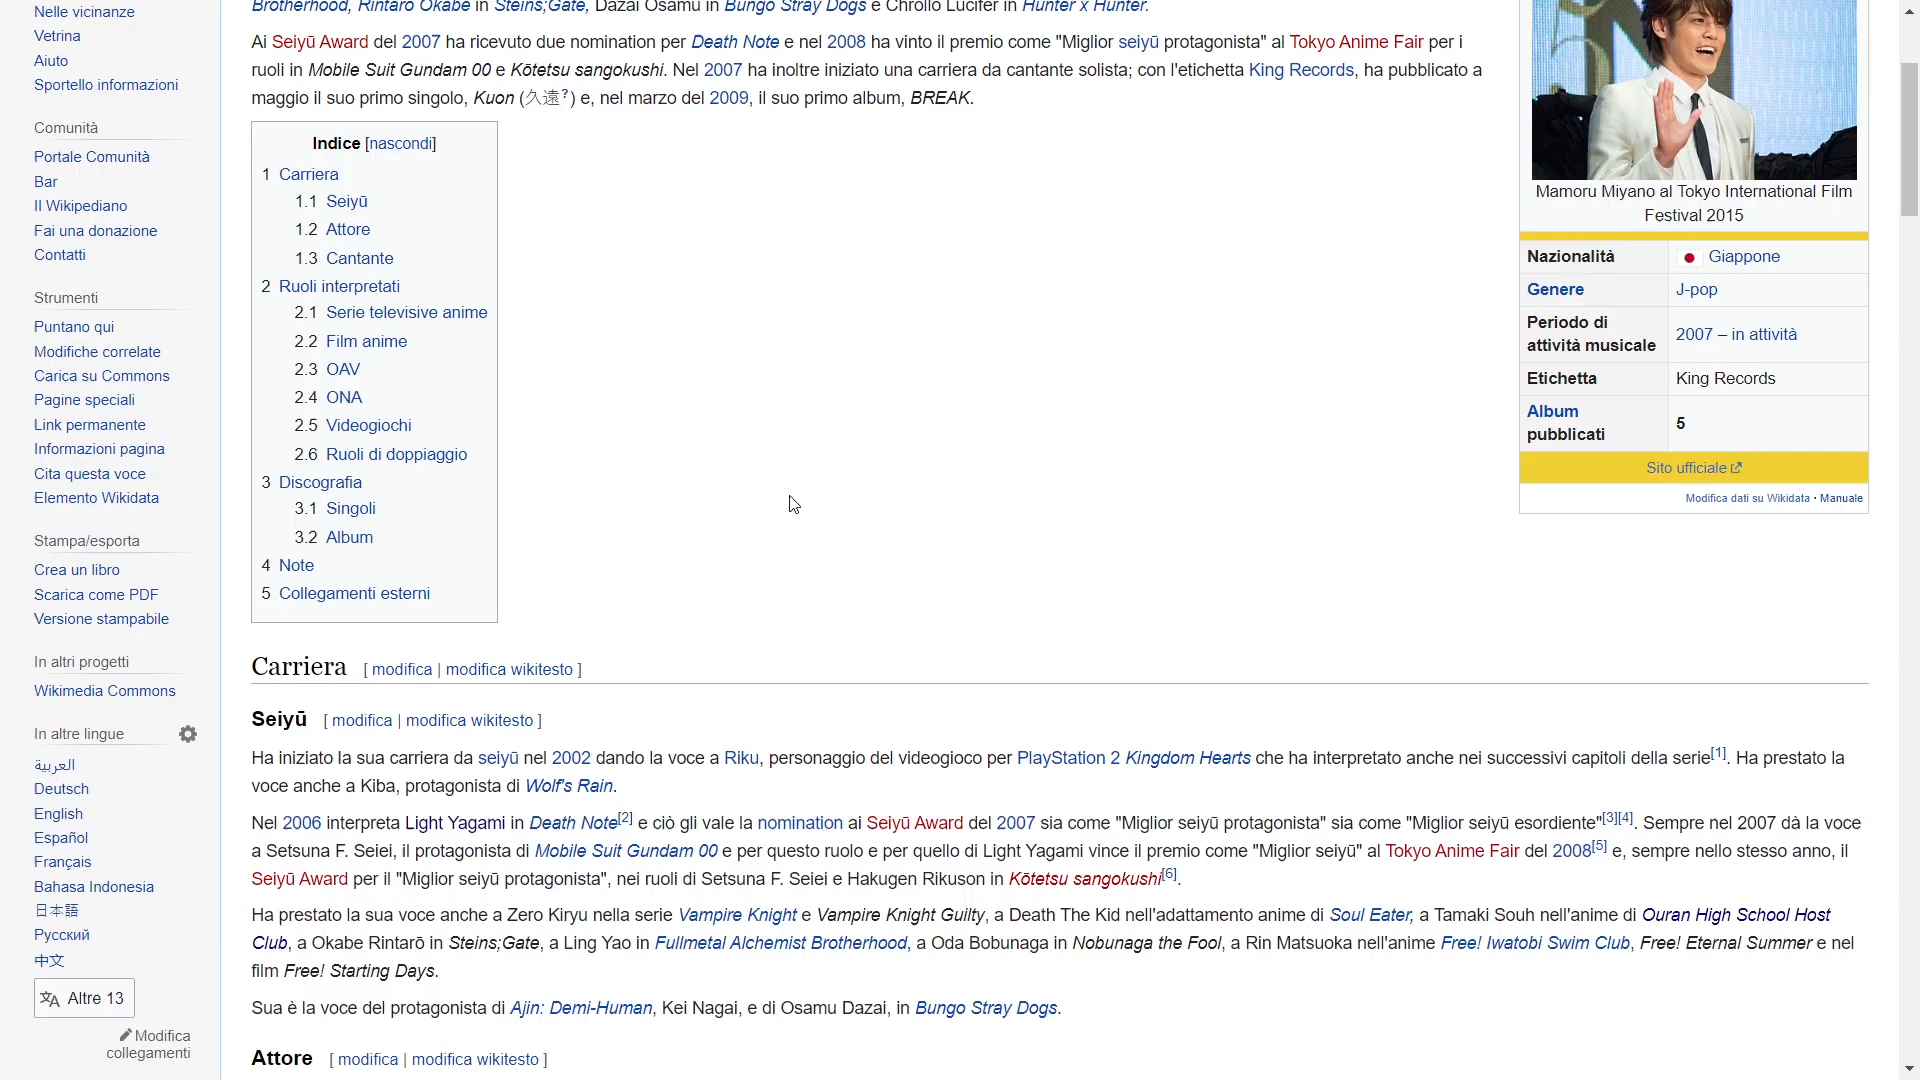 Nelle vicinanze
Vetrina
Aiuto
Sportello informazioni
Comunità
Portale Comunità
Bar
Il Wikipediano
Fai una donazione
Contatti
Strumenti
Puntano qui
Modifiche correlate
Carica su Commons
Pagine speciali
Link permanente
Informazioni pagina
Cita questa voce
Elemento Wikidata
Stampa/esporta
Crea un libro
Scarica come PDF
Versione stampabile
In altri progetti
Wikimedia Commons
In altre lingue
العربية
Deutsch
English
Español
Français
Bahasa Indonesia
日本語
Русский
中文
Altre 13
Modifica
collegamenti
Brotherhood, Rintarō Okabe in Steins;Gate, Dazai Osamu in Bungo Stray Dogs e Chrollo Lucifer in Hunter x Hunter.
Ai Seiyū Award del 2007 ha ricevuto due nomination per Death Note e nel 2008 ha vinto il premio come "Miglior seiyū protagonista" al Tokyo Anime Fair per i
ruoli in Mobile Suit Gundam 00 e Kōtetsu sangokushi. Nel 2007 ha inoltre iniziato una carriera da cantante solista; con l'etichetta King Records, ha pubblicato a
maggio il suo primo singolo, Kuon (久遠?) e, nel marzo del 2009, il suo primo album, BREAK.
Indice [nascondi]
1 Carriera
1.1 Seiyū
1.2 Attore
1.3 Cantante
2 Ruoli interpretati
2.1 Serie televisive anime
2.2 Film anime
2.3 OAV
2.4 ONA
2.5 Videogiochi
2.6 Ruoli di doppiaggio
3 Discografia
3.1 Singoli
3.2 Album
4 Note
5 Collegamenti esterni
Mamoru Miyano al Tokyo International Film
Festival 2015
Nazionalità Giappone
Genere J-pop
Periodo di
attività musicale 2007 – in attività
Etichetta King Records
Album
pubblicati 5
Sito ufficiale
Modifica dati su Wikidata · Manuale
Carriera [ modifica | modifica wikitesto ]
Seiyū [ modifica | modifica wikitesto ]
Ha iniziato la sua carriera da seiyū nel 2002 dando la voce a Riku, personaggio del videogioco per PlayStation 2 Kingdom Hearts che ha interpretato anche nei successivi capitoli della serie[1]. Ha prestato la
voce anche a Kiba, protagonista di Wolf's Rain.
Nel 2006 interpreta Light Yagami in Death Note[2] e ciò gli vale la nomination ai Seiyū Award del 2007 sia come "Miglior seiyū protagonista" sia come "Miglior seiyū esordiente"[3][4]. Sempre nel 2007 dà la voce
a Setsuna F. Seiei, il protagonista di Mobile Suit Gundam 00 e per questo ruolo e per quello di Light Yagami vince il premio come "Miglior seiyū" al Tokyo Anime Fair del 2008[5] e, sempre nello stesso anno, il
Seiyū Award per il "Miglior seiyū protagonista", nei ruoli di Setsuna F. Seiei e Hakugen Rikuson in Kōtetsu sangokushi[6].
Ha prestato la sua voce anche a Zero Kiryu nella serie Vampire Knight e Vampire Knight Guilty, a Death The Kid nell'adattamento anime di Soul Eater, a Tamaki Souh nell'anime di Ouran High School Host
Club, a Okabe Rintarō in Steins;Gate, a Ling Yao in Fullmetal Alchemist Brotherhood, a Oda Bobunaga in Nobunaga the Fool, a Rin Matsuoka nell'anime Free! Iwatobi Swim Club, Free! Eternal Summer e nel
film Free! Starting Days.
Sua è la voce del protagonista di Ajin: Demi-Human, Kei Nagai, e di Osamu Dazai, in Bungo Stray Dogs.
Attore [ modifica | modifica wikitesto ]